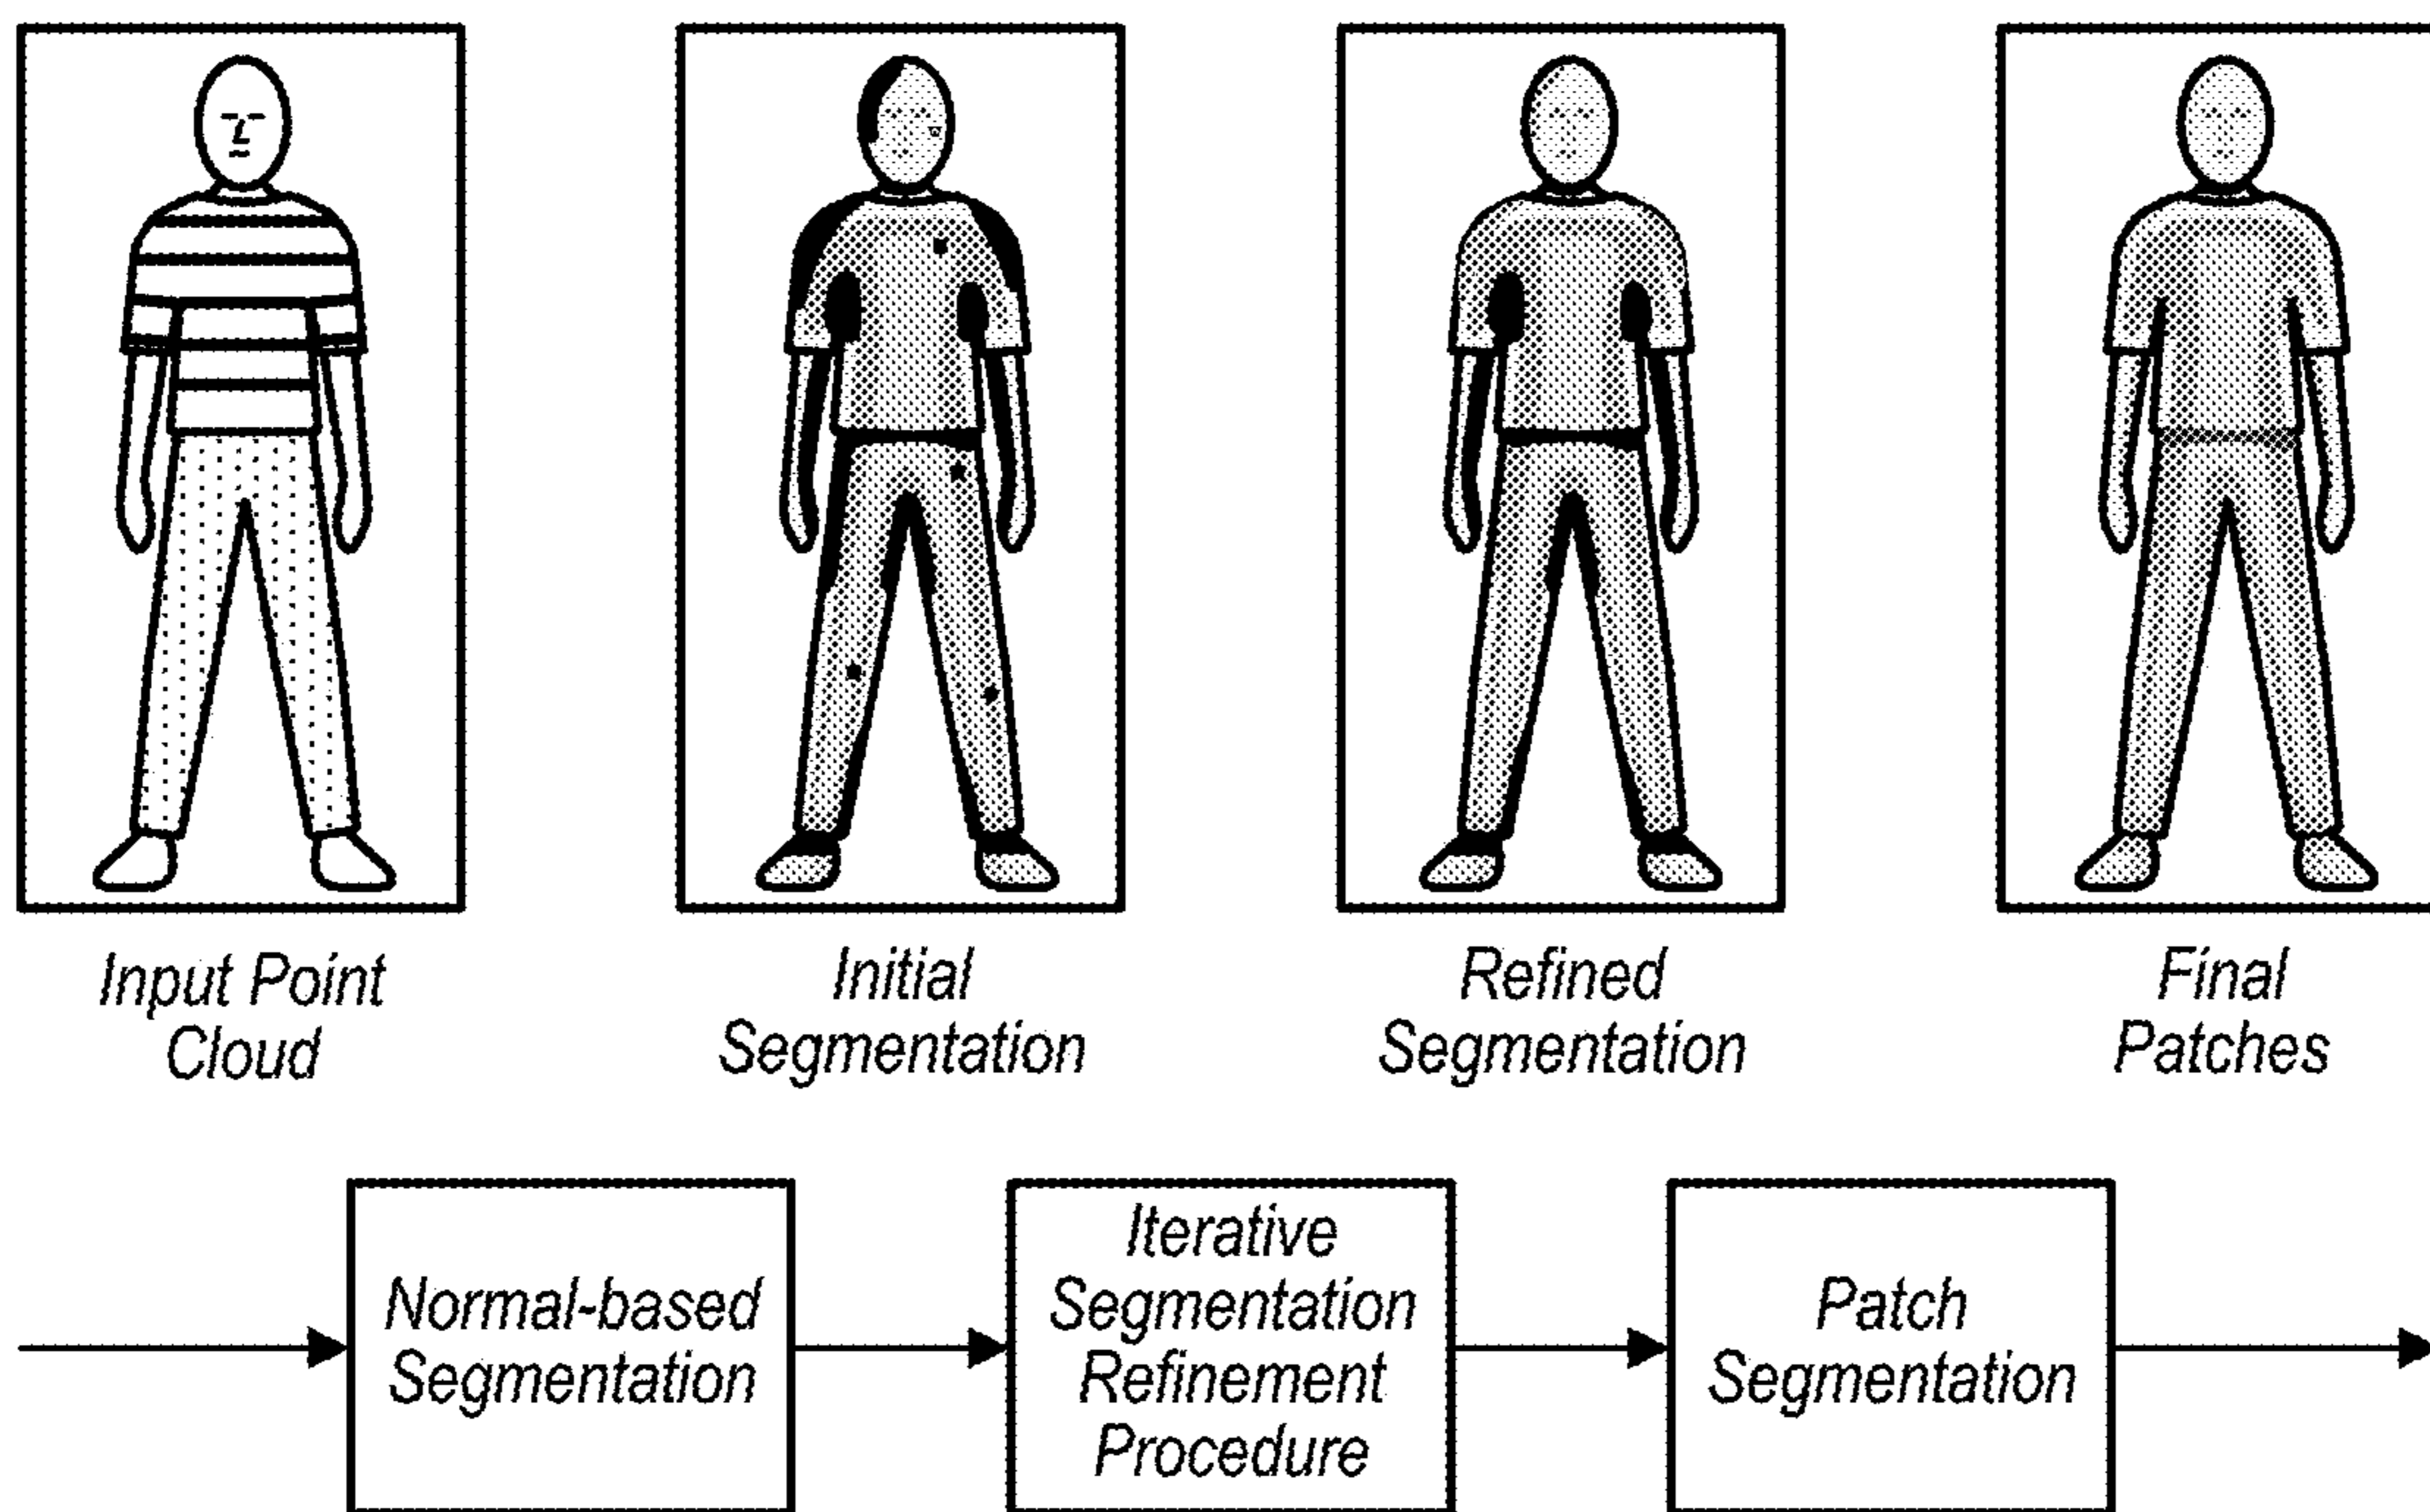 Input Point
Cloud
Initial
Segmentation
Refined
Segmentation
Final
Patches
Normal-based
Segmentation
Iterative
Segmentation
Refinement
Procedure
Patch
Segmentation